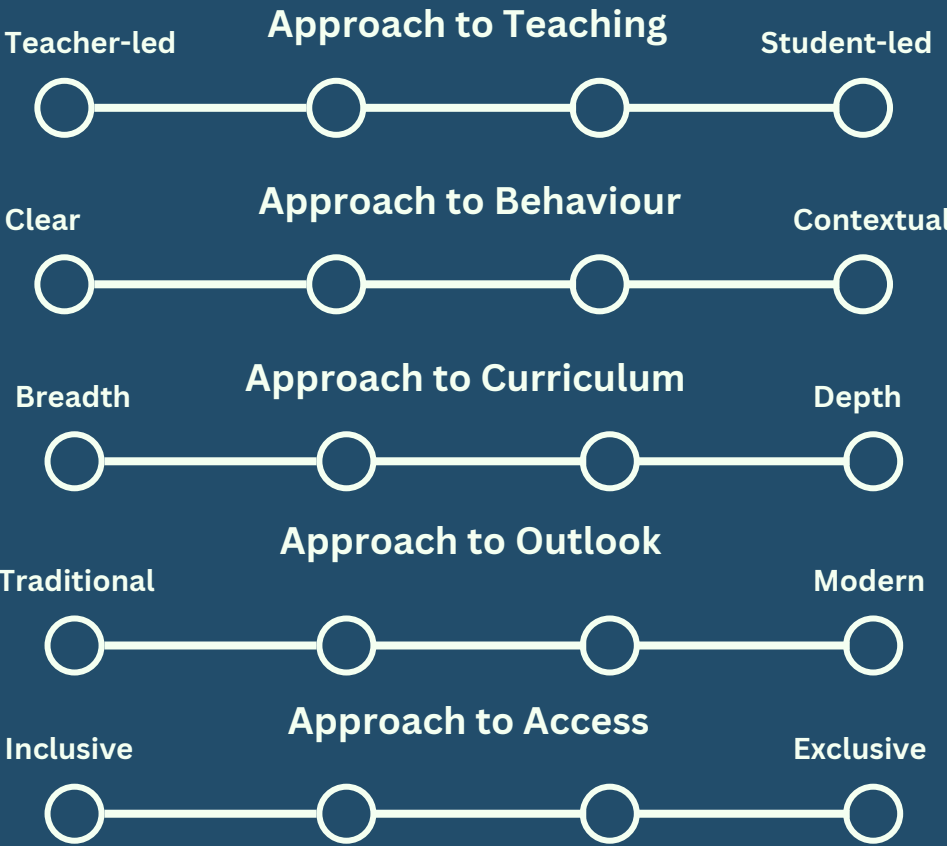 Approach to Teaching
Teacher-led
Student-led
Approach to Behaviour
Clear
Contextual
Approach to Curriculum
Breadth
Depth
Approach to Outlook
Traditional
Modern
Approach to Access
Inclusive
Exclusive